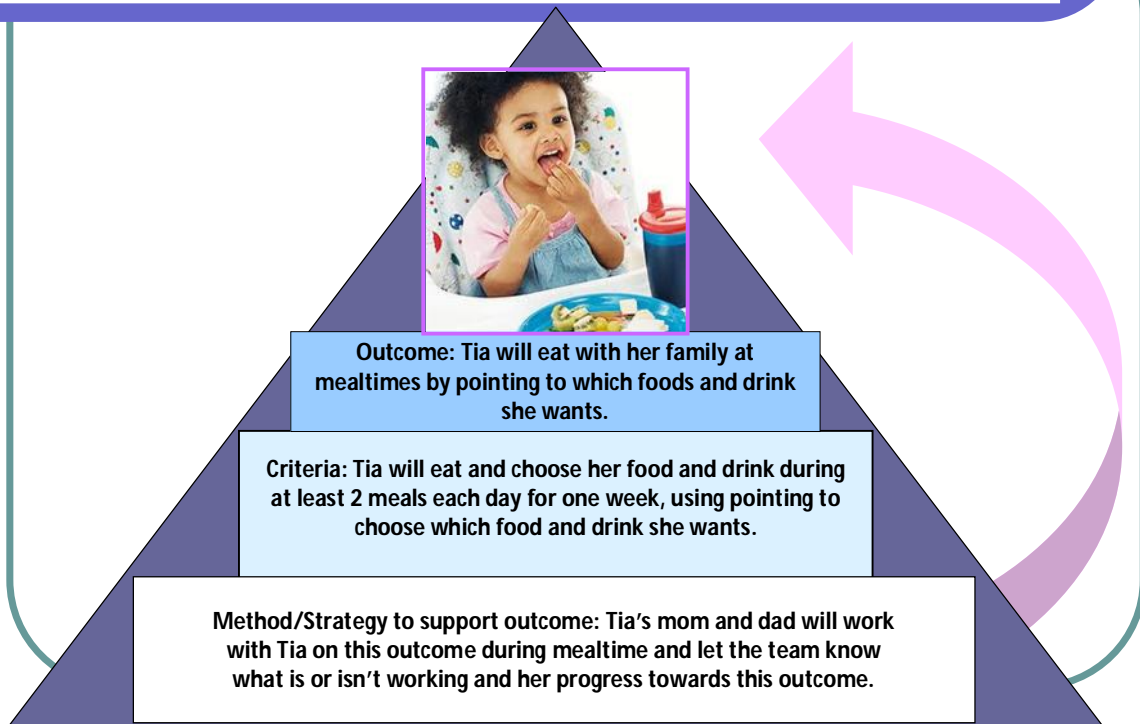 Outcome: Tia will eat with her family at
mealtimes by pointing to which foods and drink
she wants.
Criteria: Tia will eat and choose her food and drink during
at least 2 meals each day for one week, using pointing to
choose which food and drink she wants.
Method/Strategy to support outcome: Tia's mom and dad will work
with Tia on this outcome during mealtime and let the team know
what is or isn't working and her progress towards this outcome.